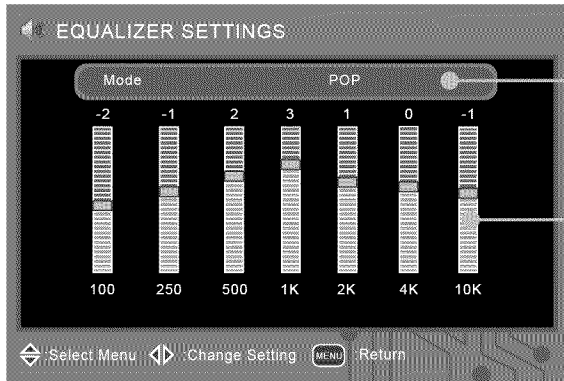 EQUALIZER SETTINGS
Mode POP
-2 -1 2 3 1 0 -1
100 250 500 1K 2K 4K 10K
:Select Menu :Change Setting MENU :Return